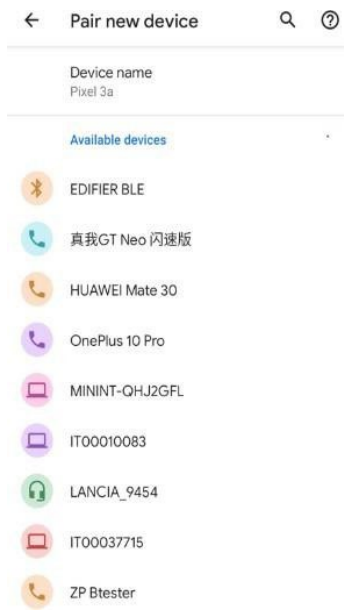 Pair new device
Device name
Pixel 3a
Available devices
EDIFIER BLE
真我GT Neo 闪速版
HUAWEI Mate 30
OnePlus 10 Pro
MININT-QHJ2GFL
IT00010083
LANCIA_9454
IT00037715
ZP Btester